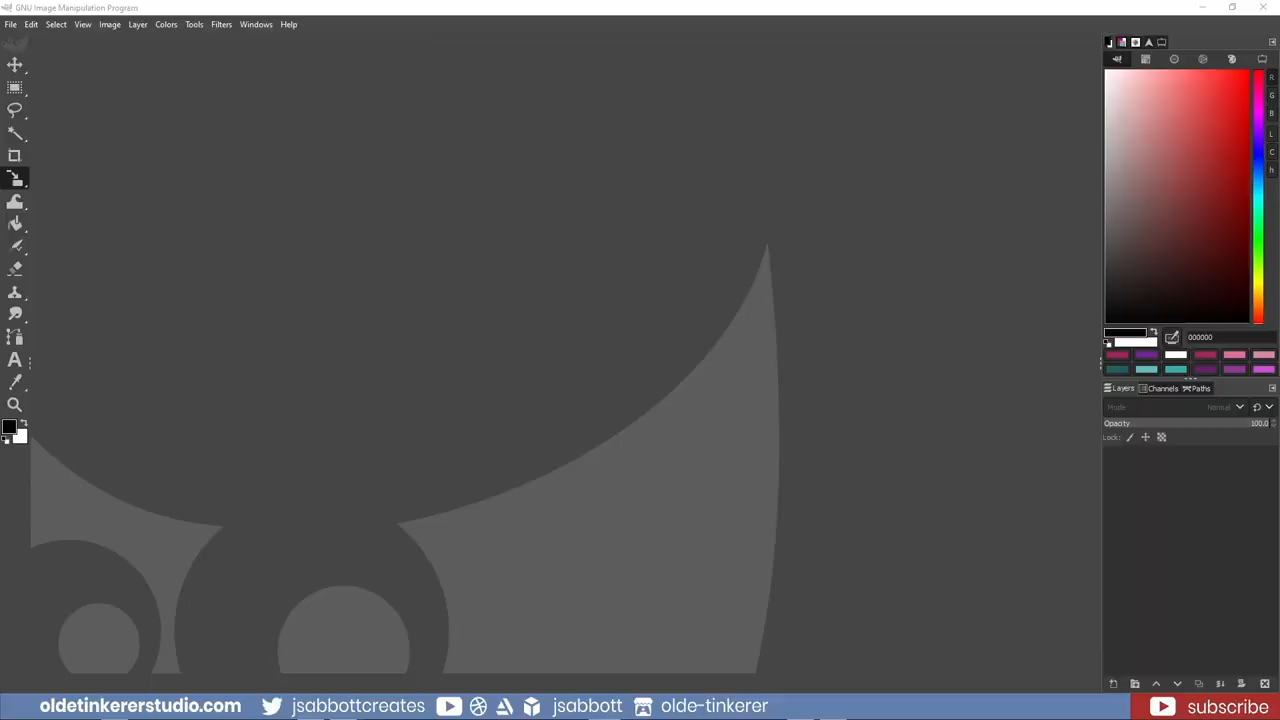 GNU Image Manipulation Program
File Edit Select View Image Layer Colors Tools Filters Windows Help
R
G
B
L
C
h
000000
Layers Channels Paths
Mode Normal
Opacity 100.0
Lock:
A
oldetinkererstudio.com jsabbottcreates jsabbott olde-tinkerer subscribe